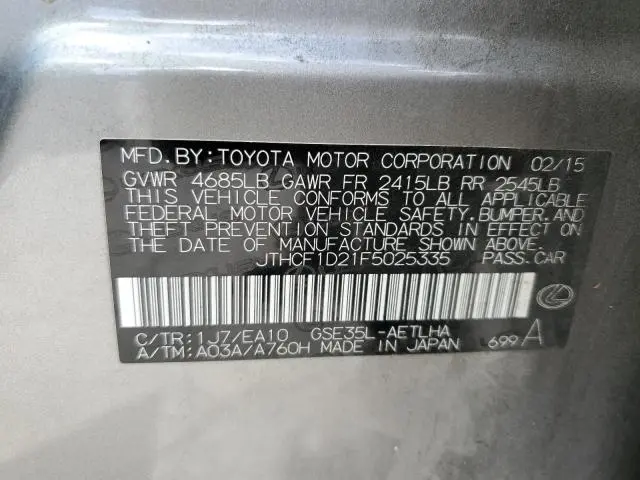 MFD.BY:TOYOTA MOTOR CORPORATION 02/15
GVWR 4685LB GAWR FR 2415LB RR 2545LB
THIS VEHICLE CONFORMS TO ALL APPLICABLE
FEDERAL MOTOR VEHICLE SAFETY,BUMPER,AND
THEFT PREVENTION STANDARDS IN EFFECT ON
THE DATE OF MANUFACTURE SHOWN ABOVE.
JTHCF1D21F5025335 PASS.CAR
C/TR:1J7/EA10 GSE35L-AETLHA
A/TM:A03A/A760H MADE IN JAPAN 699 A